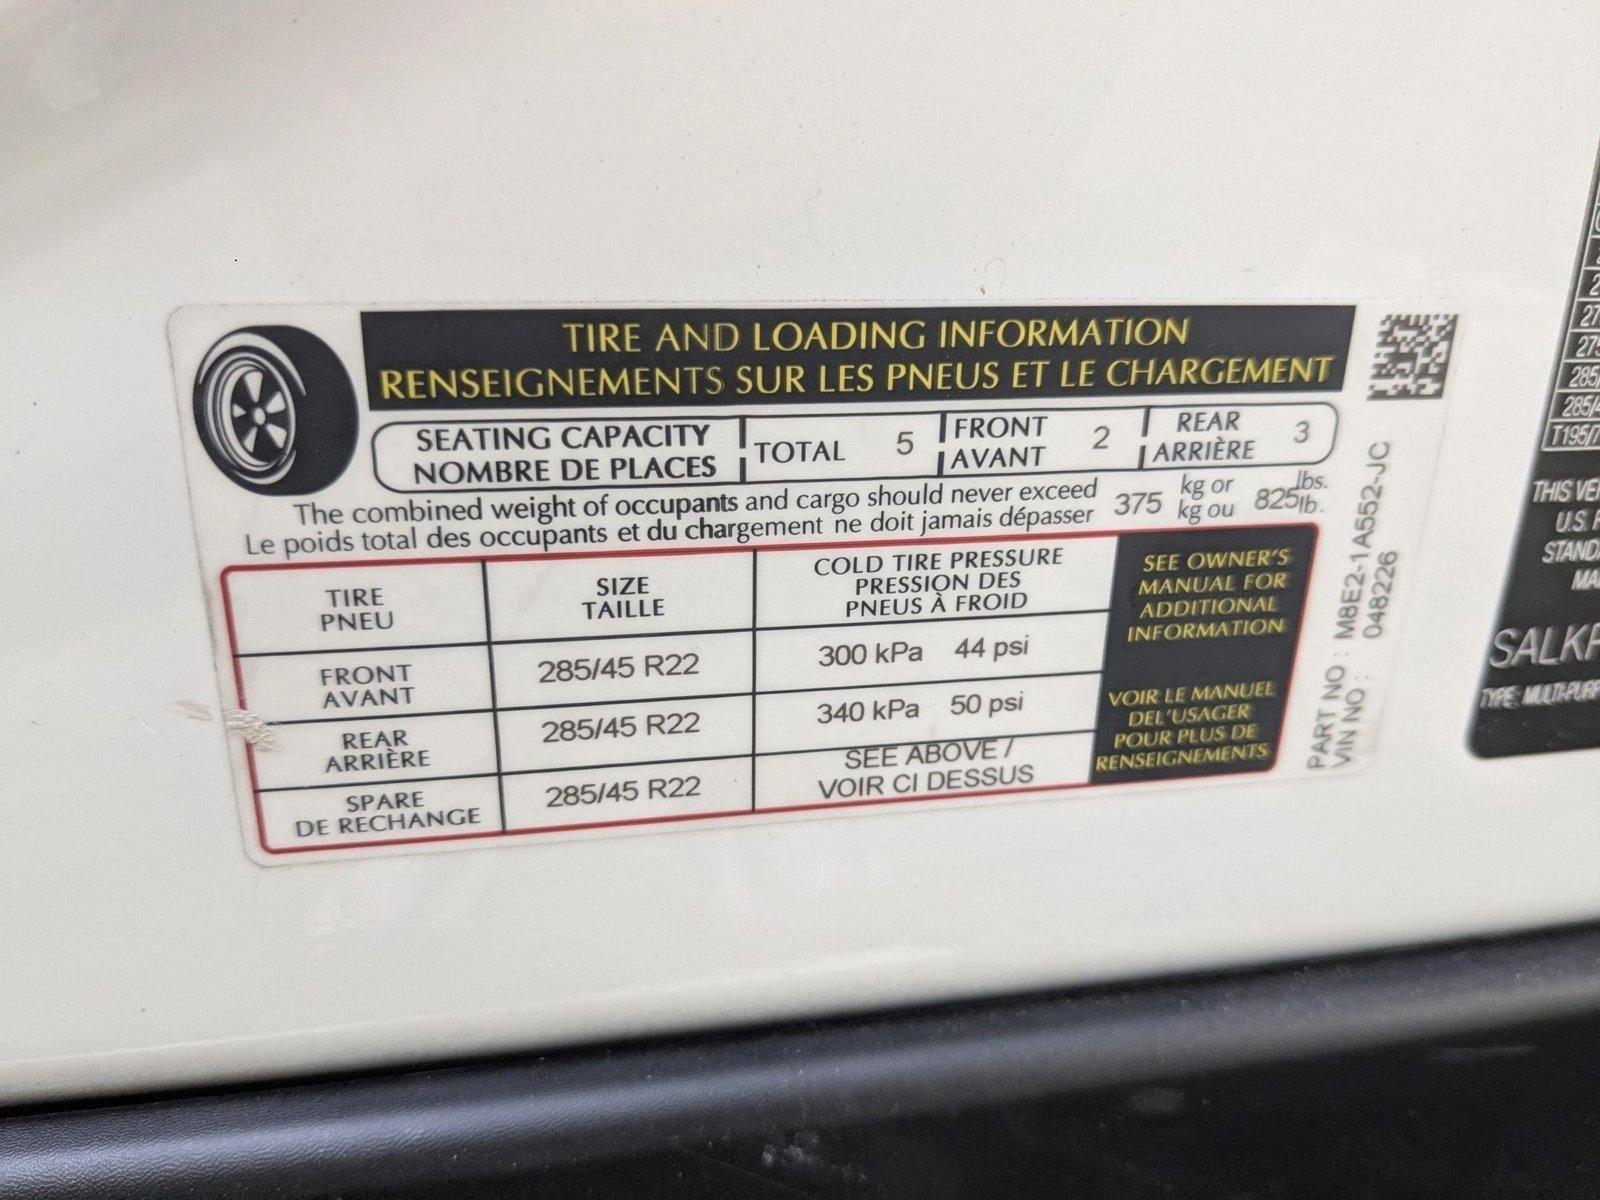 TIRE AND LOADING INFORMATION
RENSEIGNEMENTS SUR LES PNEUS ET LE CHARGEMENT
SEATING CAPACITY
NOMBRE DE PLACES
TOTAL 5
FRONT
AVANT
2
REAR
ARRIÈRE
3
The combined weight of occupants and cargo should never exceed
Le poids total des occupants et du chargement ne doit jamais dépasser
375 kg or
kg ou
825 lbs.
lb.
TIRE
PNEU
SIZE
TAILLE
COLD TIRE PRESSURE
PRESSION DES
PNEUS À FROID
FRONT
AVANT
285/45 R22
300 kPa 44 psi
REAR
ARRIÈRE
285/45 R22
340 kPa 50 psi
SPARE
DE RECHANGE
285/45 R22
SEE ABOVE /
VOIR CI DESSUS
SEE OWNER'S
MANUAL FOR
ADDITIONAL
INFORMATION
VOIR LE MANUEL
DEL'USAGER
POUR PLUS DE
RENSEIGNEMENTS
PART NO : M8E2-1A552-JC
VIN NO : 048226
THIS
U.S.